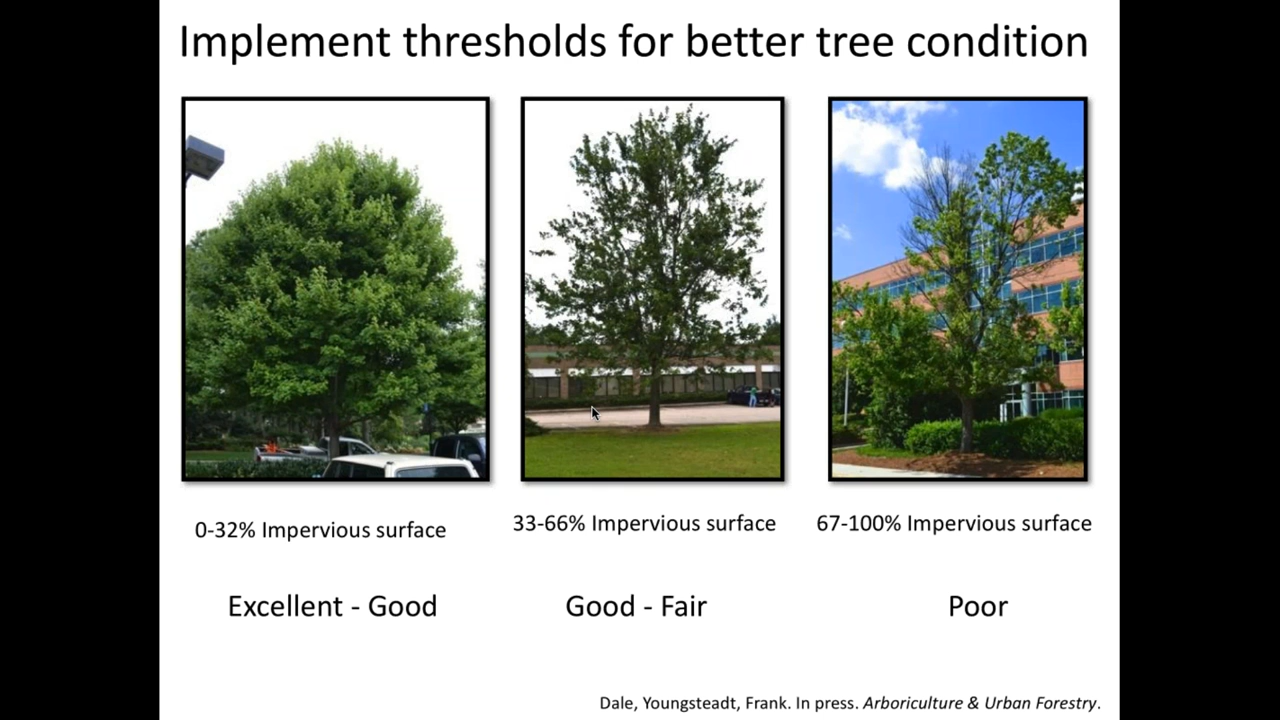 Implement thresholds for better tree condition
0-32% Impervious surface
33-66% Impervious surface
67-100% Impervious surface
Excellent - Good
Good - Fair
Poor
Dale, Youngsteadt, Frank. In press. Arboriculture & Urban Forestry.